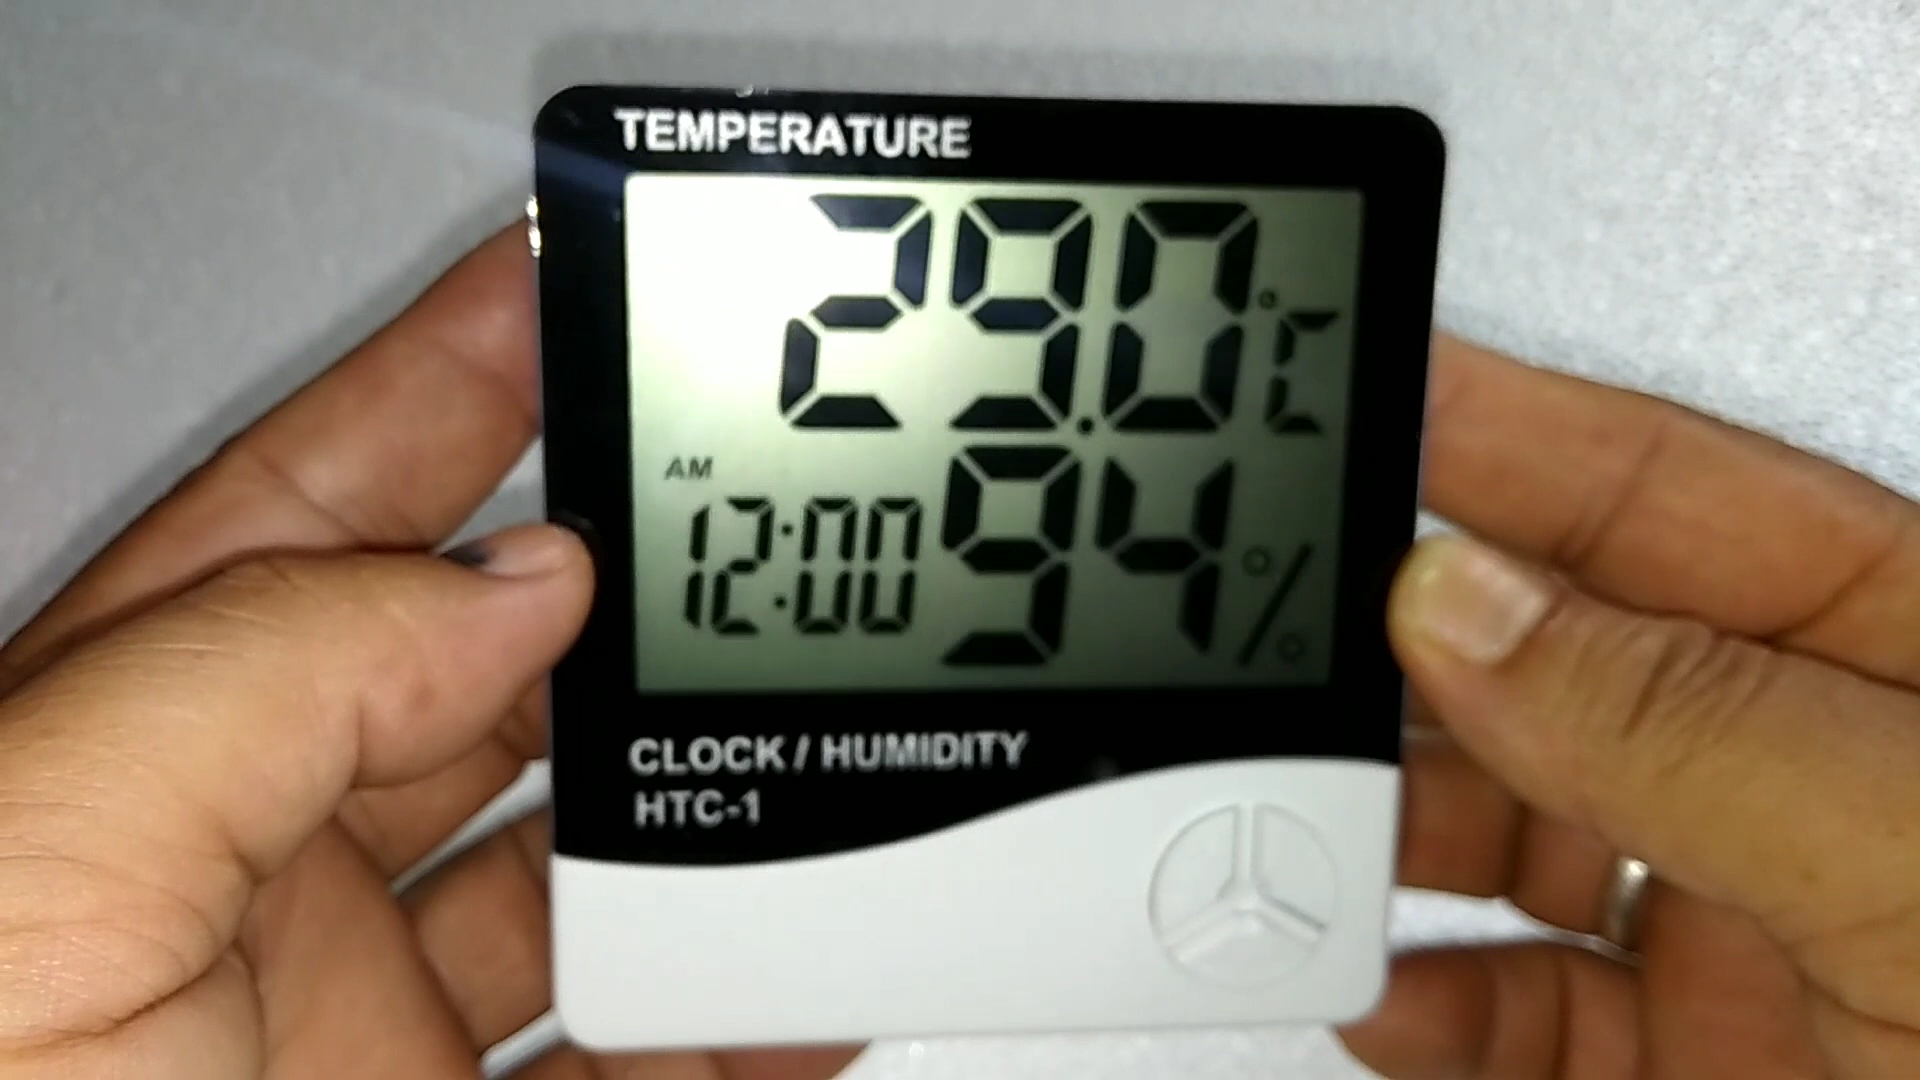 TEMPERATURE
29.0°C
AM
12:00 94%
CLOCK / HUMIDITY
HTC-1